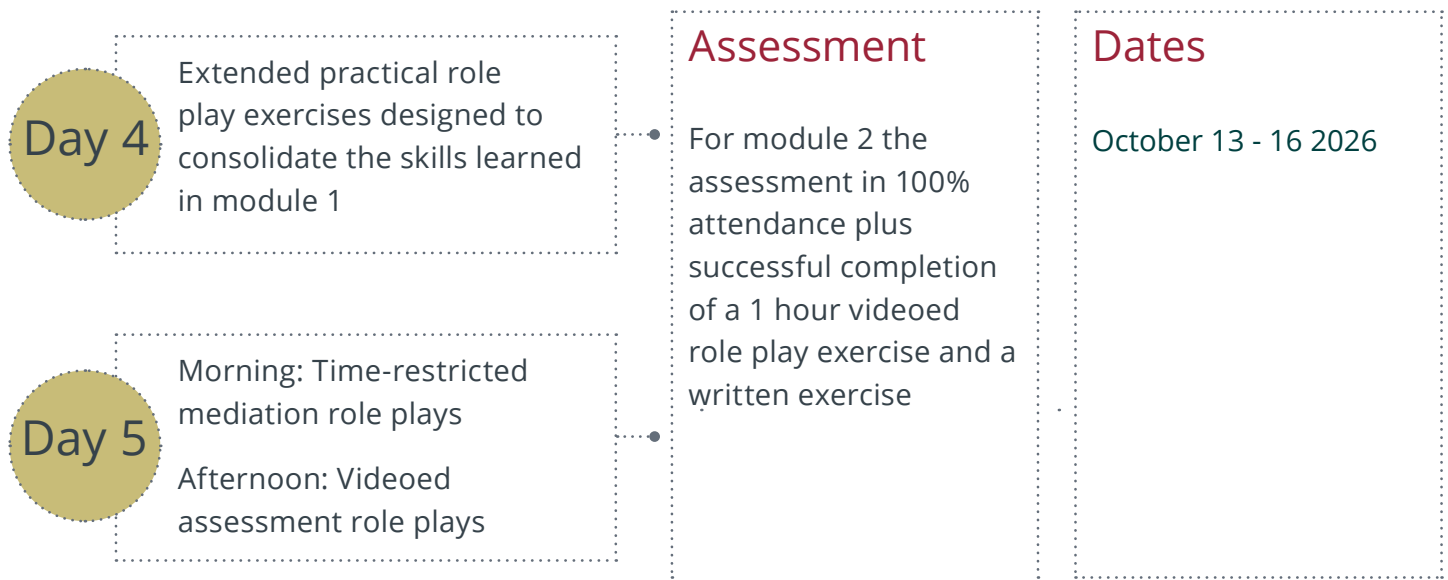 Day 4
Extended practical role
play exercises designed to
consolidate the skills learned
in module 1
Day 5
Morning: Time-restricted
mediation role plays
Afternoon: Videoed
assessment role plays
Assessment
For module 2 the
assessment in 100%
attendance plus
successful completion
of a 1 hour videoed
role play exercise and a
written exercise
Dates
October 13 - 16 2026